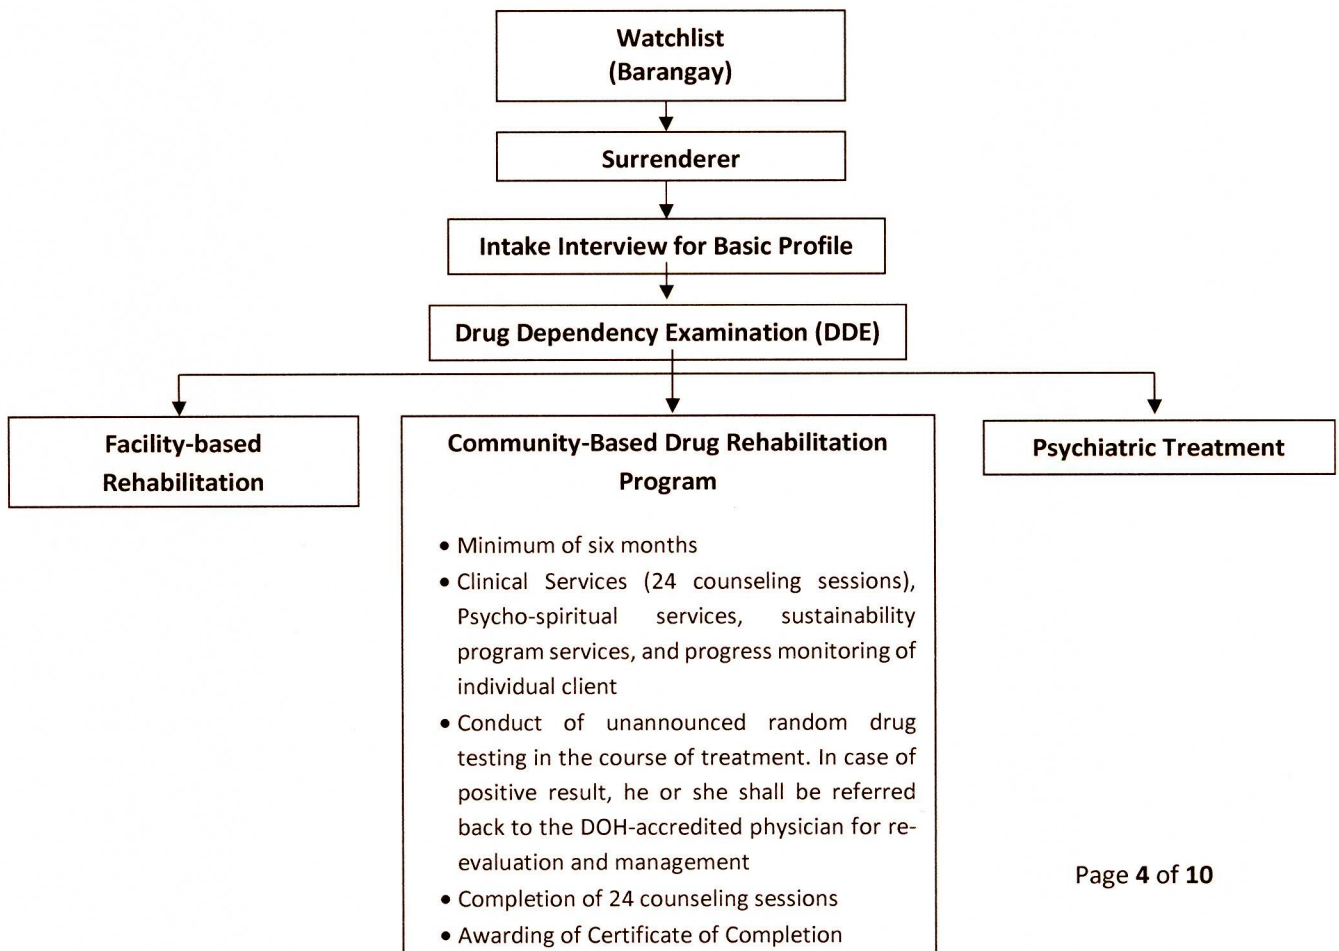 Watchlist
(Barangay)
Surrenderer
Intake Interview for Basic Profile
Drug Dependency Examination (DDE)
Facility-based
Rehabilitation
Community-Based Drug Rehabilitation
Program
• Minimum of six months
• Clinical Services (24 counseling sessions),
Psycho-spiritual services, sustainability
program services, and progress monitoring of
individual client
• Conduct of unannounced random drug
testing in the course of treatment. In case of
positive result, he or she shall be referred
back to the DOH-accredited physician for re-
evaluation and management
• Completion of 24 counseling sessions
• Awarding of Certificate of Completion
Psychiatric Treatment
Page 4 of 10